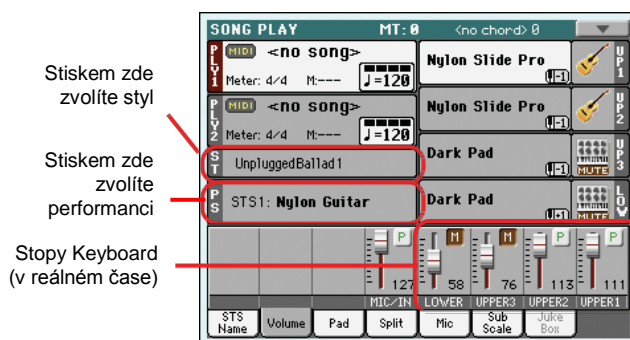 SONG PLAY MT:0 <no chord> 0
PLY1 MIDI <no song>
Meter: 4/4 M:--- ♩=120
Nylon Slide Pro -1 UP1
PLY2 MIDI <no song>
Meter: 4/4 M:--- ♩=120
Nylon Slide Pro -1 UP2
Stiskem zde
zvolíte styl
ST UnpluggedBallad1
Dark Pad -1 MUTE UP3
Stiskem zde
zvolíte
performanci
PS STS1: Nylon Guitar
Dark Pad +1 MUTE LOW
Stopy Keyboard
(v reálném čase)
P M M P P
127 58 76 113 111
MIC/IN LOWER UPPER3 UPPER2 UPPER1
STS Name Volume Pad Split Mic Sub Scale Juke Box